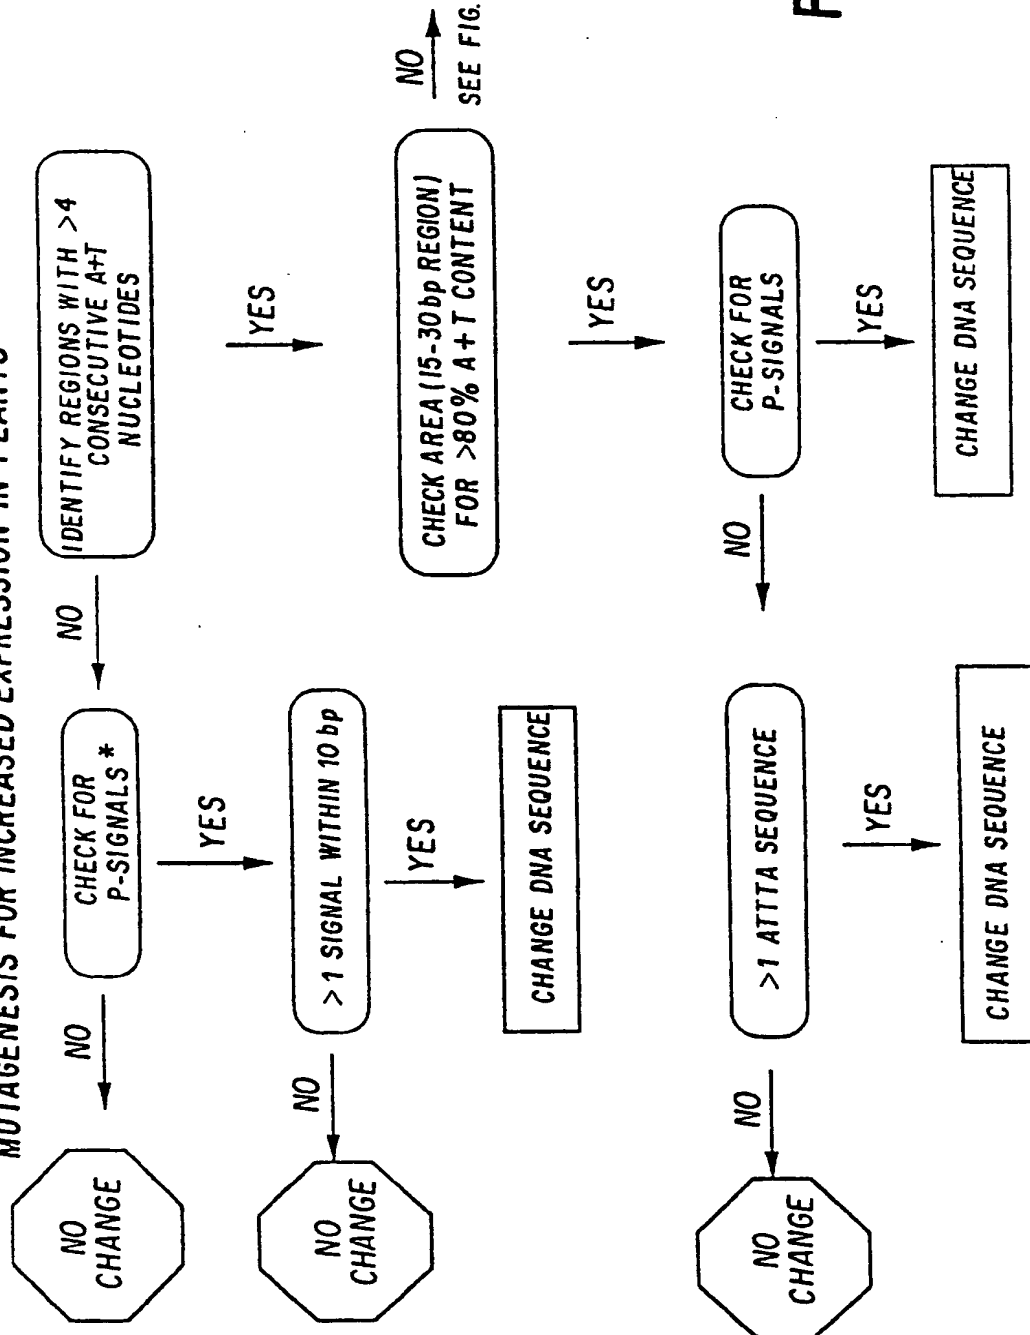 MUTAGENESIS FOR INCREASED EXPRESSION IN PLANTS
NO
CHANGE
NO
CHECK FOR
P-SIGNALS*
NO
IDENTIFY REGIONS WITH >4
CONSECUTIVE A+T
NUCLEOTIDES
YES
YES
NO
CHANGE
NO
>1 SIGNAL WITHIN 10 bp
YES
CHANGE DNA SEQUENCE
CHECK AREA (15-30bp REGION)
FOR >80% A+T CONTENT
NO
SEE FIG.
YES
NO
CHANGE
NO
>1 ATTTA SEQUENCE
NO
CHECK FOR
P-SIGNALS
YES
YES
CHANGE DNA SEQUENCE
CHANGE DNA SEQUENCE